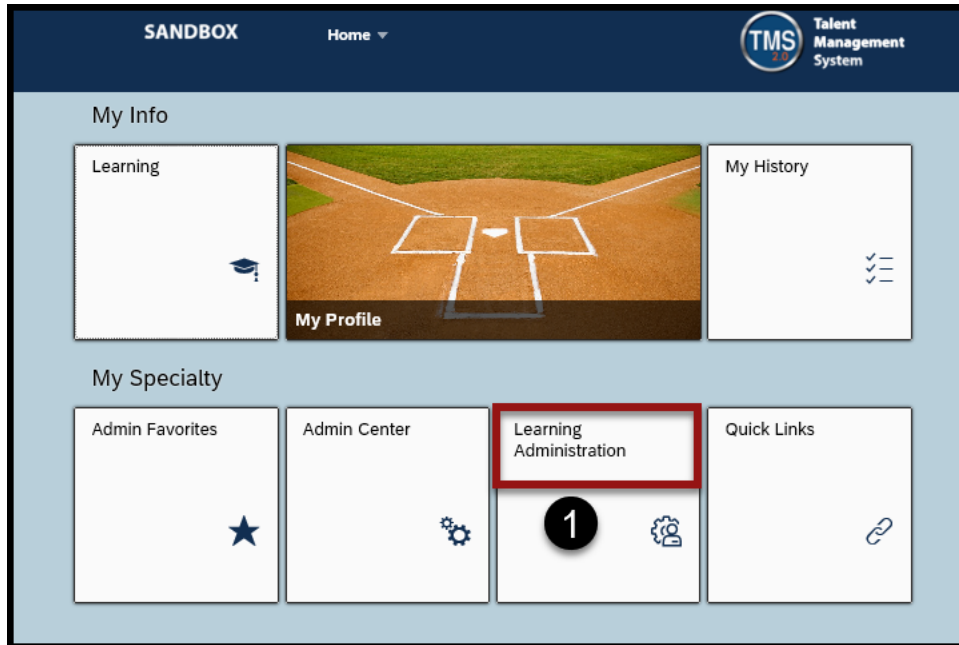 SANDBOX
Home
TMS
2.0
Talent
Management
System
My Info
Learning
My Profile
My History
My Specialty
Admin Favorites
Admin Center
Learning
Administration
Quick Links
1